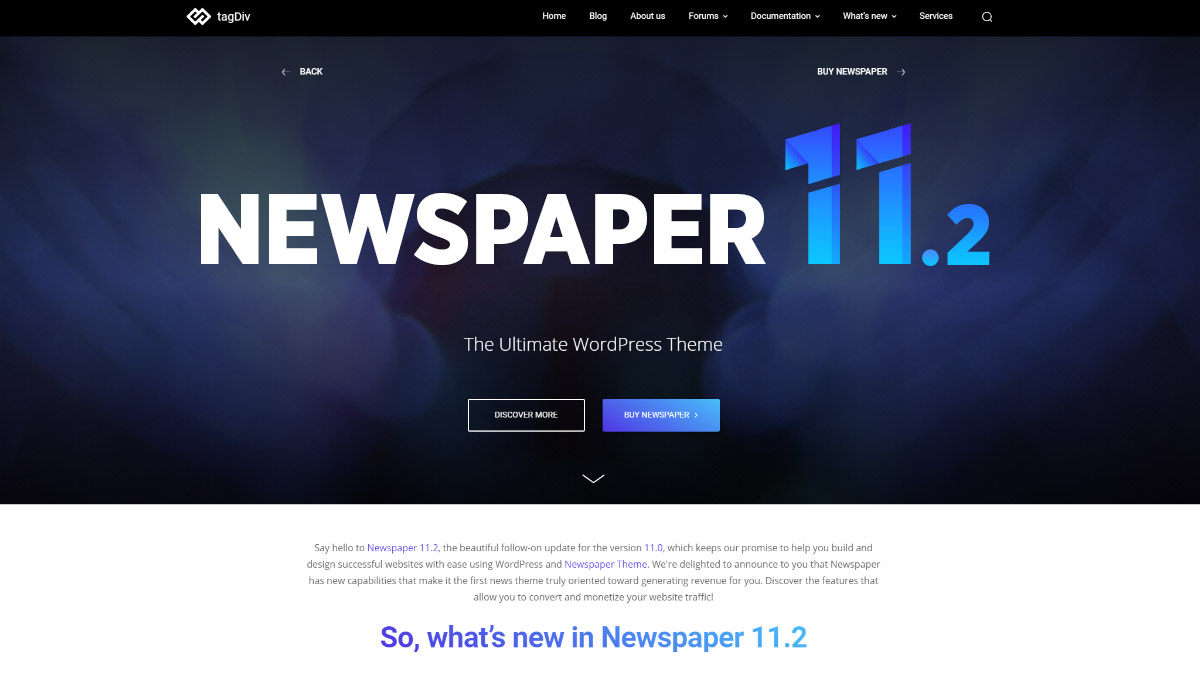 tagDiv
Home Blog About us Forums Documentation What's new Services
BACK
BUY NEWSPAPER
NEWSPAPER 11.2
The Ultimate WordPress Theme
DISCOVER MORE
BUY NEWSPAPER
Say hello to Newspaper 11.2, the beautiful follow-on update for the version 11.0, which keeps our promise to help you build and
design successful websites with ease using WordPress and Newspaper Theme. We're delighted to announce to you that Newspaper
has new capabilities that make it the first news theme truly oriented toward generating revenue for you. Discover the features that
allow you to convert and monetize your website traffic!
So, what's new in Newspaper 11.2